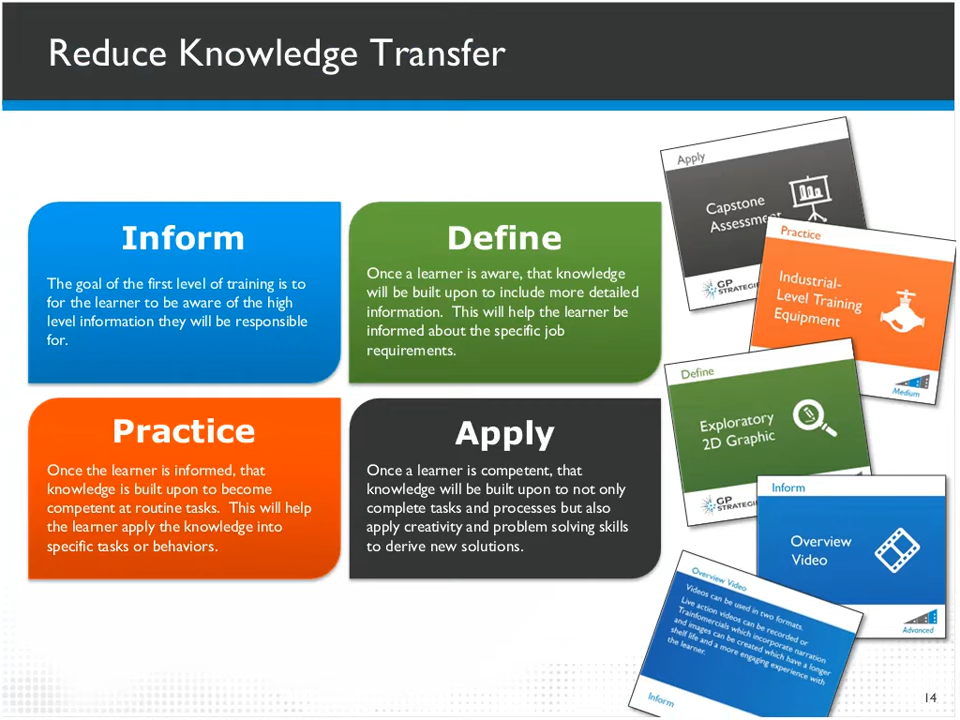 Reduce Knowledge Transfer
Inform
The goal of the first level of training is to
for the learner to be aware of the high
level information they will be responsible
for.
Define
Once a learner is aware, that knowledge
will be built upon to include more detailed
information.  This will help the learner be
informed about the specific job
requirements.
Practice
Once the learner is informed, that
knowledge is built upon to become
competent at routine tasks.  This will help
the learner apply the knowledge into
specific tasks or behaviors.
Apply
Once a learner is competent, that
knowledge will be built upon to not only
complete tasks and processes but also
apply creativity and problem solving skills
to derive new solutions.
Apply
Capstone
Assessment
GP
STRATEGIE
Practice
Industrial-
Level Training
Equipment
Medium
Define
Exploratory
2D Graphic
GP
STRATEGIE
Inform
Overview
Video
Advanced
Overview Video
Videos can be used in two formats.
Live action videos can be recorded or
Trainfomercials which incorporate narration
and images can be created which have a longer
shelf life and a more engaging experience with
the learner.
Inform
14